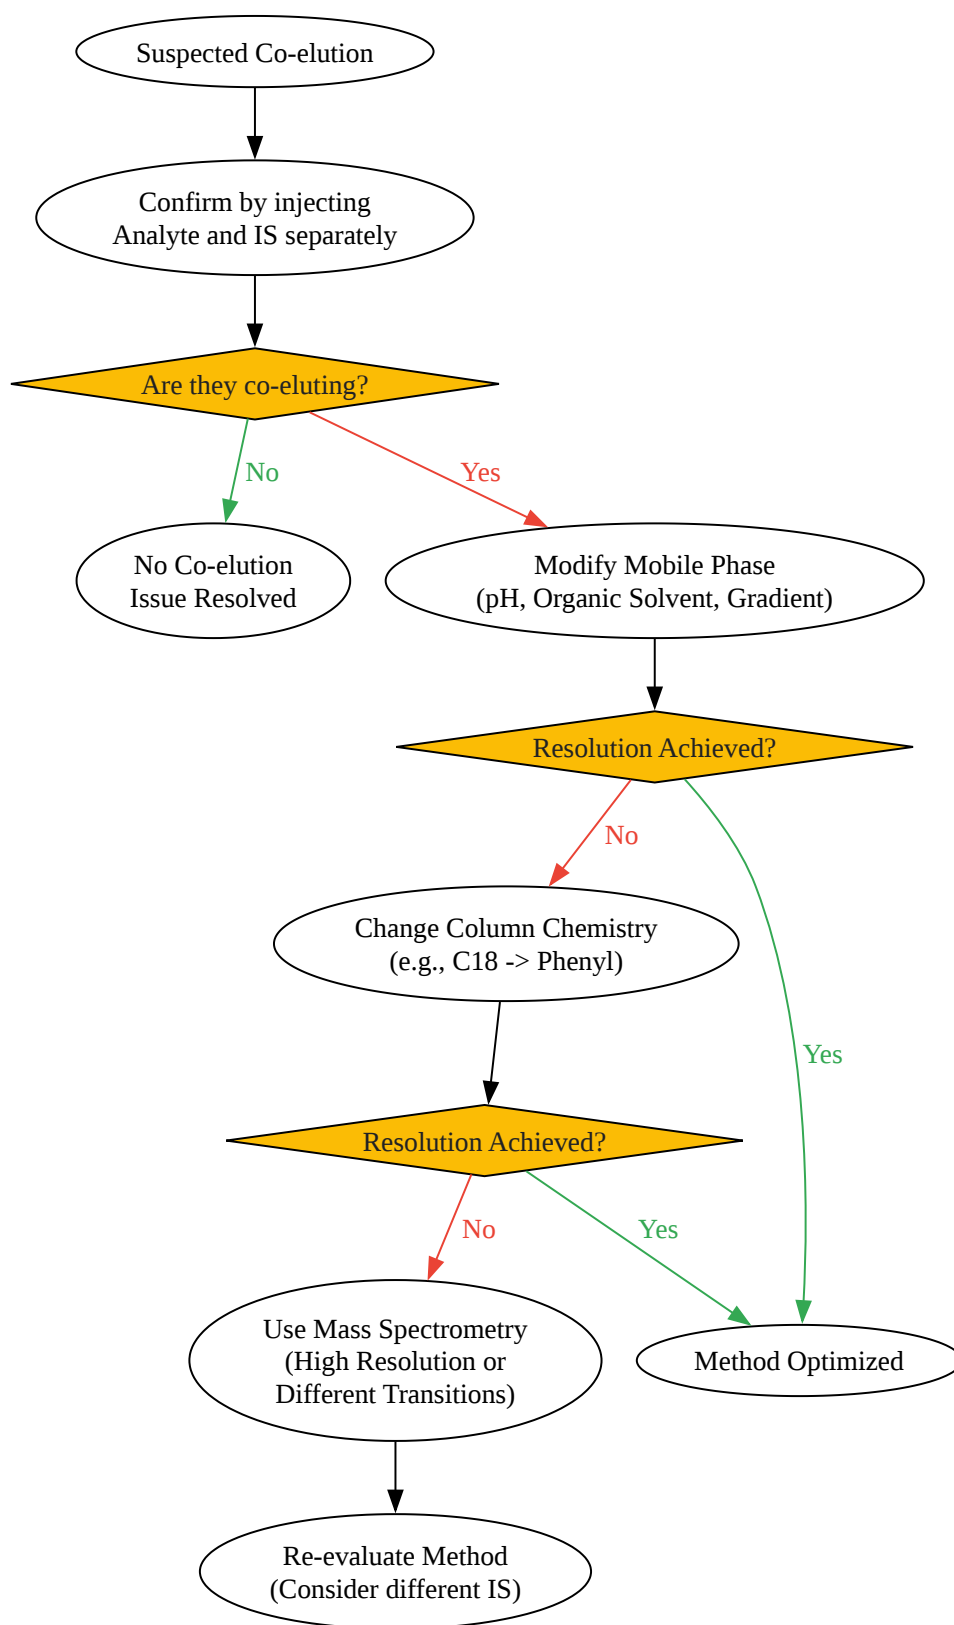 Suspected Co-elution
Confirm by injecting
Analyte and IS separately
Are they co-eluting?
No
Yes
No Co-elution
Issue Resolved
Modify Mobile Phase
(pH, Organic Solvent, Gradient)
Resolution Achieved?
No
Change Column Chemistry
(e.g., C18 -> Phenyl)
Yes
Resolution Achieved?
No
Yes
Use Mass Spectrometry
(High Resolution or
Different Transitions)
Method Optimized
Re-evaluate Method
(Consider different IS)